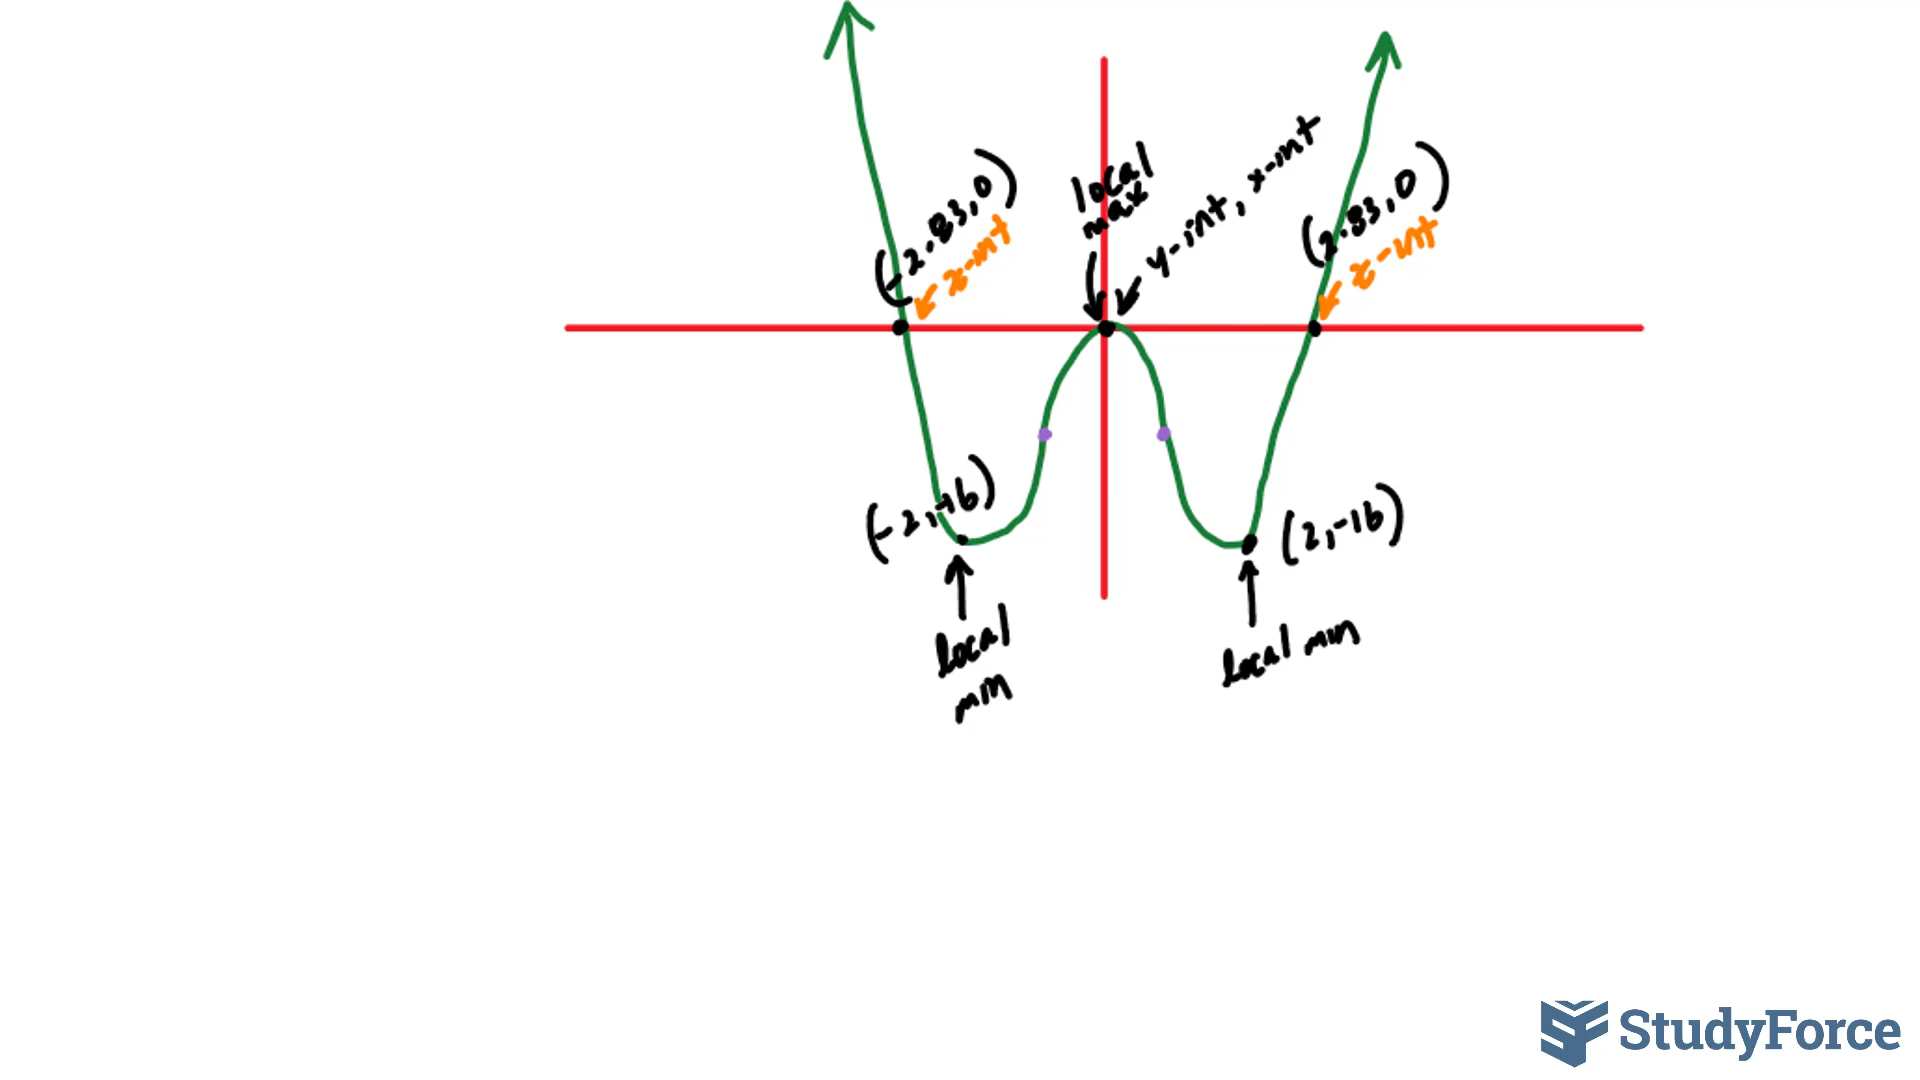 (-2.83,0)
x-int
local
max
y-int, x-int
(2.83,0)
x-int
(-2,-16)
(2,-16)
local
min
local min
StudyForce